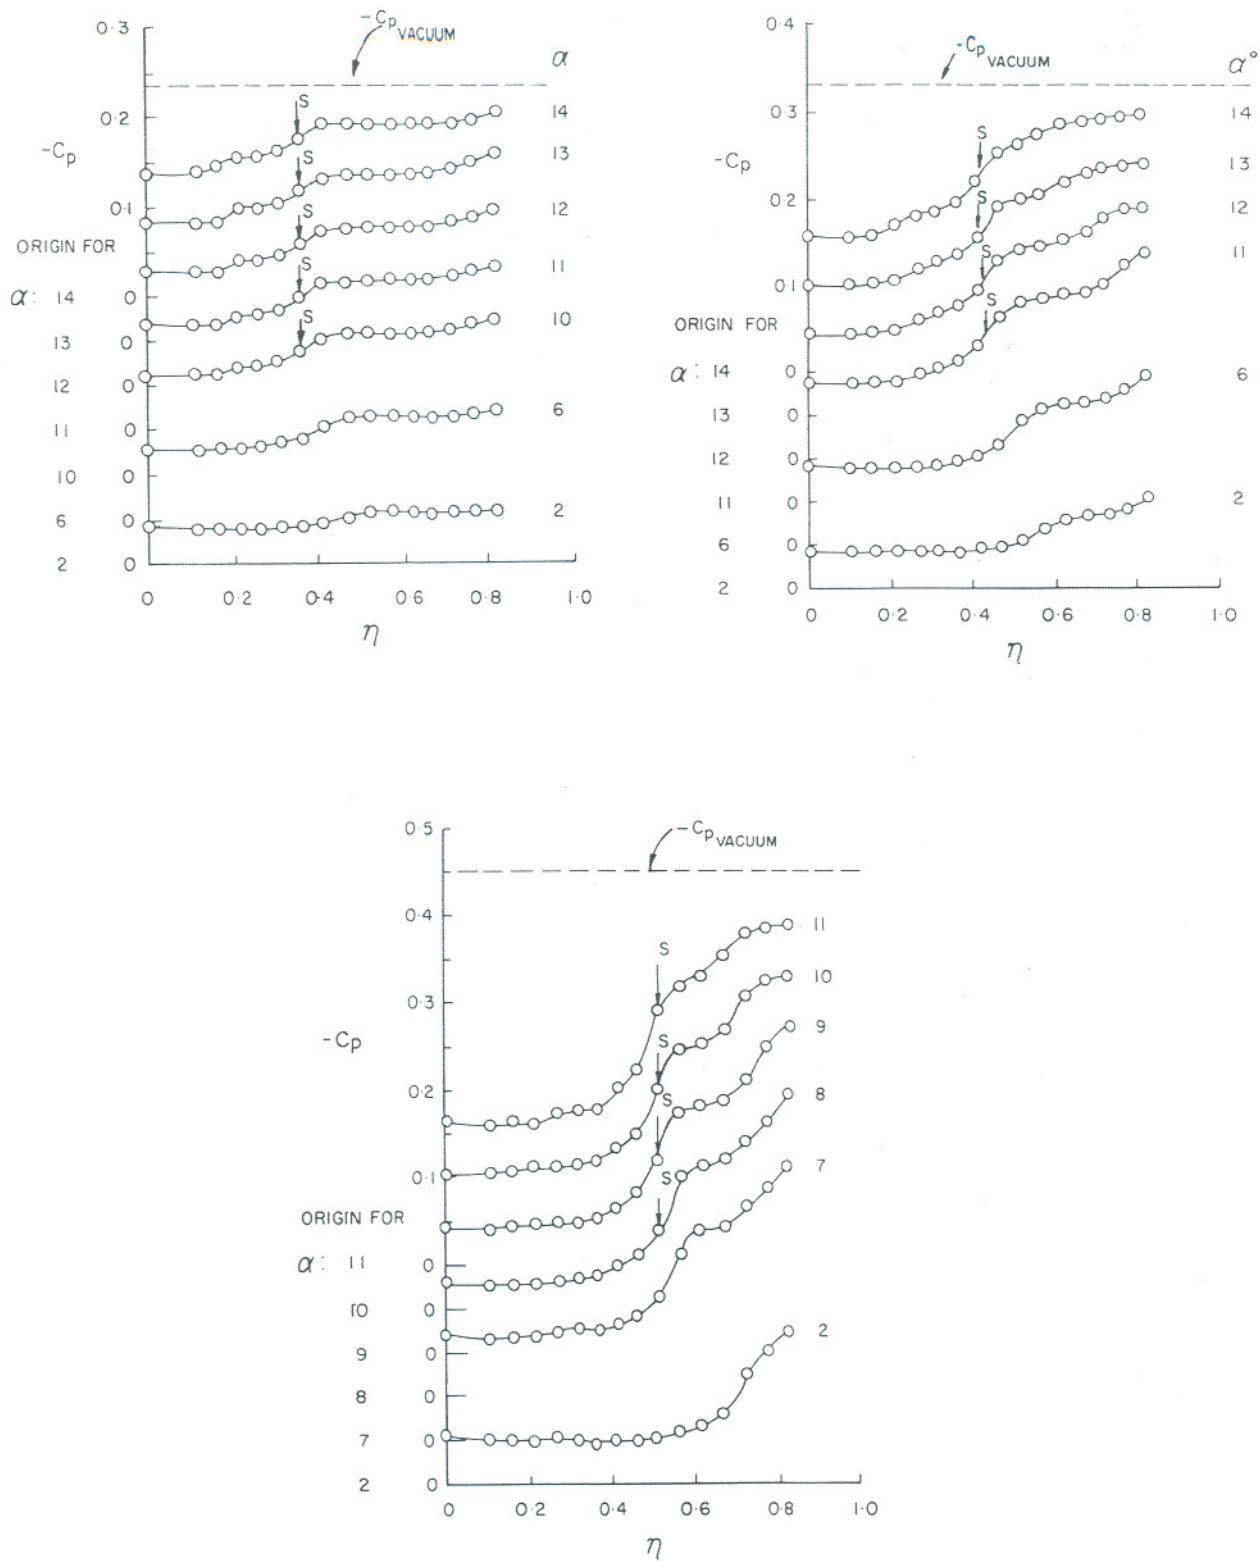 0·3
-Cp VACUUM
α
0·2
S
14
-Cp
S
13
0·1
S
12
ORIGIN FOR
S
11
α: 14 0
S
10
13 0
12 0
6
11 0
10 0
6 0
2
2 0
0 0·2 0·4 0·6 0·8 1·0
η
0·4
-Cp VACUUM
α°
0·3
S
14
-Cp
13
0·2
S
12
S
11
0·1
S
ORIGIN FOR
α: 14 0
6
13 0
12 0
11 0
2
6 0
2 0
0 0·2 0·4 0·6 0·8 1·0
η
0·5
-Cp VACUUM
0·4
11
S
10
0·3
9
-Cp
S
0·2
8
S
7
0·1
S
ORIGIN FOR
α: 11 0
10 0
2
9 0
8 0
7 0
2 0
0 0·2 0·4 0·6 0·8 1·0
η